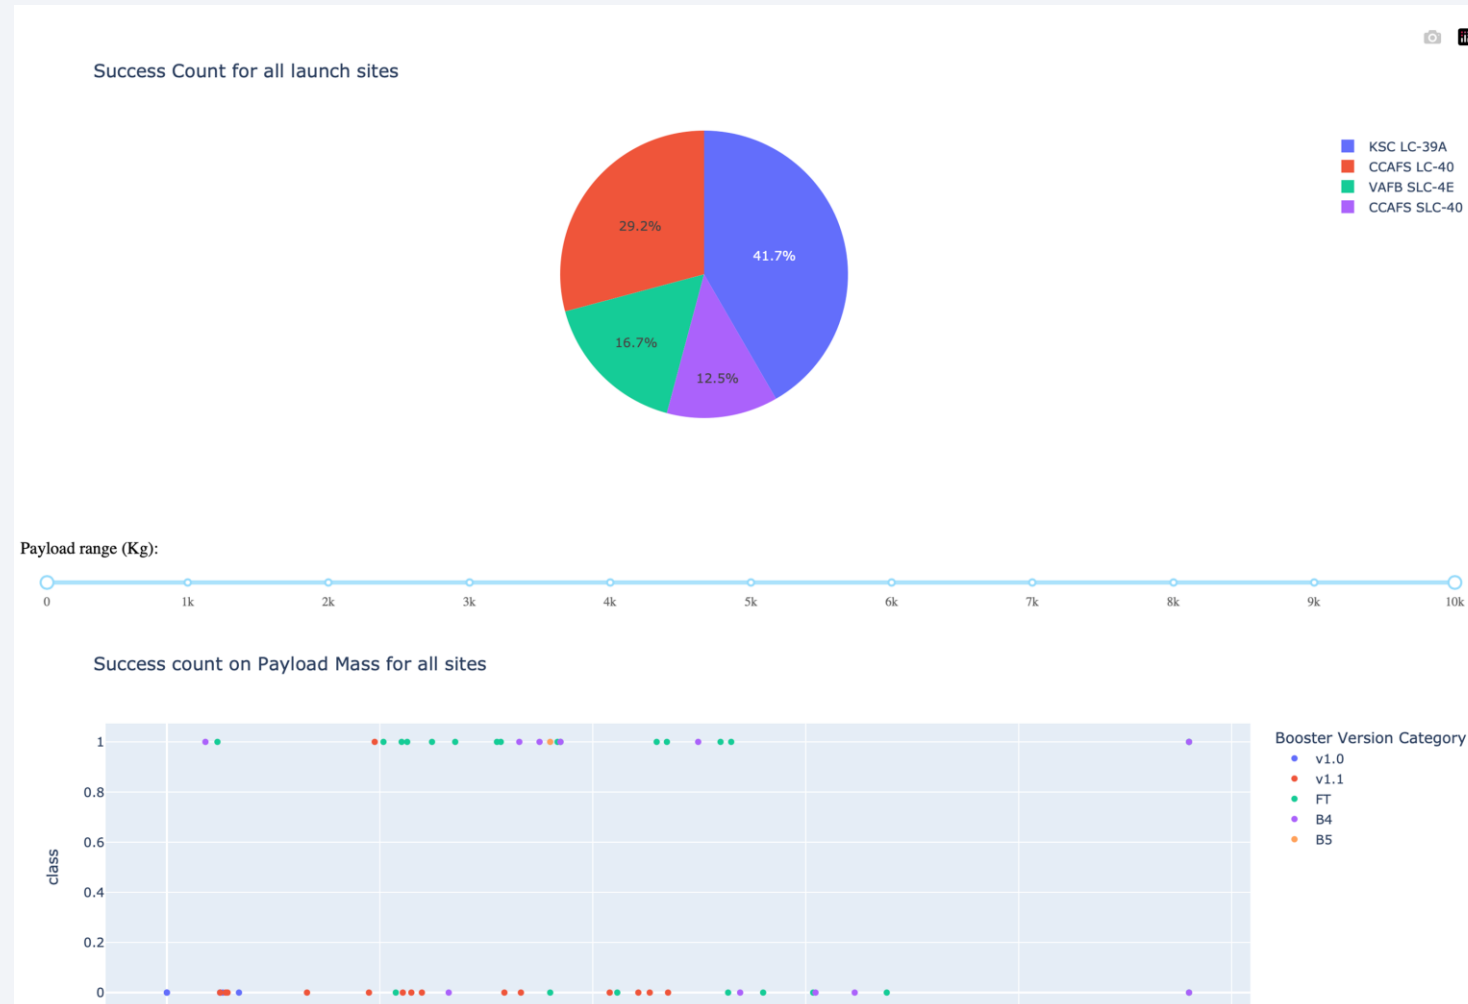 Success Count for all launch sites
KSC LC-39A
CCAFS LC-40
VAFB SLC-4E
CCAFS SLC-40
29.2%
41.7%
16.7%
12.5%
Payload range (Kg):
0 1k 2k 3k 4k 5k 6k 7k 8k 9k 10k
Success count on Payload Mass for all sites
Booster Version Category
v1.0
v1.1
FT
B4
B5
class
1
0.8
0.6
0.4
0.2
0